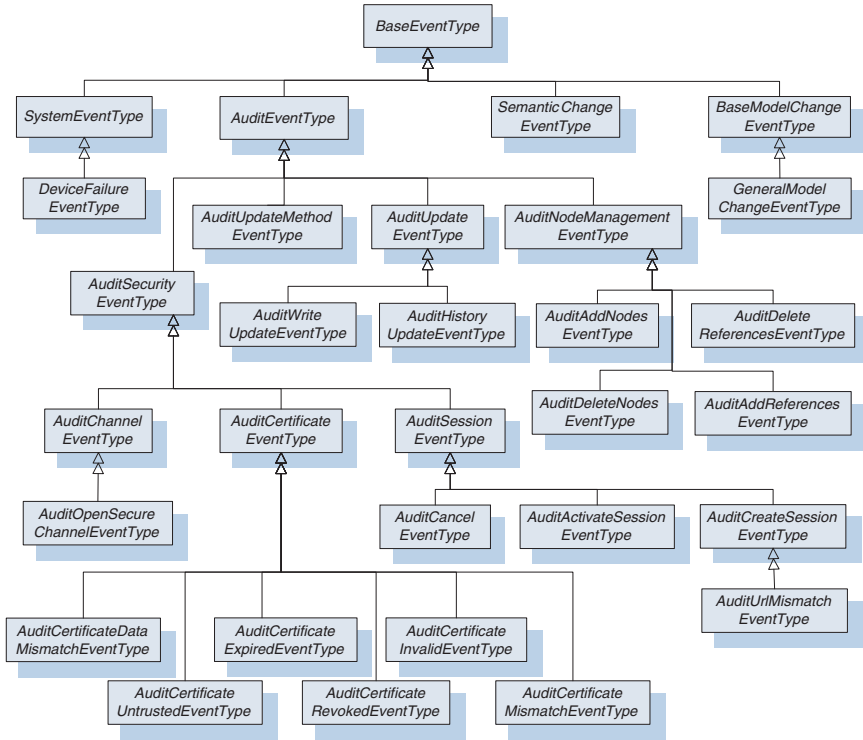 BaseEventType
SystemEventType
AuditEventType
Semantic Change
EventType
BaseModelChange
EventType
DeviceFailure
EventType
AuditUpdateMethod
EventType
AuditUpdate
EventType
AuditNodeManagement
EventType
GeneralModel
ChangeEventType
AuditSecurity
EventType
AuditWrite
UpdateEventType
AuditHistory
UpdateEventType
AuditAddNodes
EventType
AuditDelete
ReferencesEventType
AuditDeleteNodes
EventType
AuditAddReferences
EventType
AuditChannel
EventType
AuditCertificate
EventType
AuditSession
EventType
AuditOpenSecure
ChannelEventType
AuditCancel
EventType
AuditActivateSession
EventType
AuditCreateSession
EventType
AuditUrlMismatch
EventType
AuditCertificateData
MismatchEventType
AuditCertificate
ExpiredEventType
AuditCertificate
InvalidEventType
AuditCertificate
UntrustedEventType
AuditCertificate
RevokedEventType
AuditCertificate
MismatchEventType